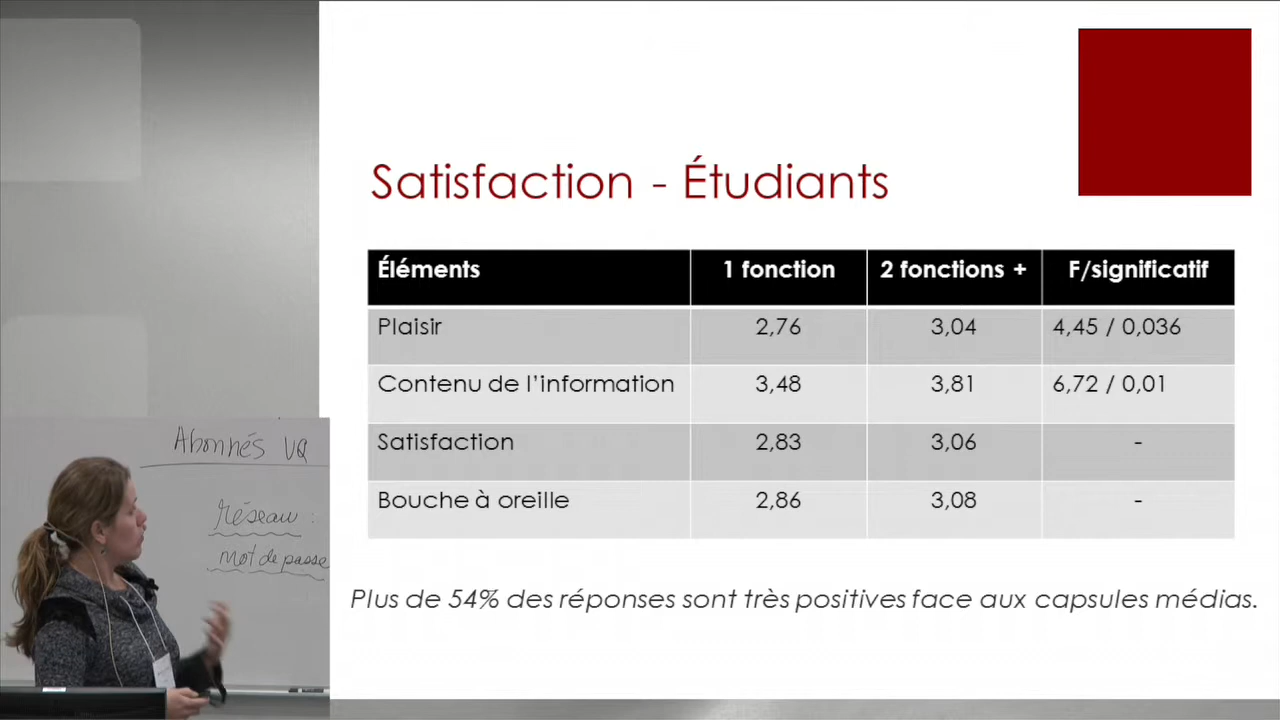 Satisfaction - Étudiants
Éléments 1 fonction 2 fonctions + F/significatif
Plaisir 2,76 3,04 4,45 / 0,036
Contenu de l'information 3,48 3,81 6,72 / 0,01
Satisfaction 2,83 3,06 -
Bouche à oreille 2,86 3,08 -
Plus de 54% des réponses sont très positives face aux capsules médias.
Abonnés UQ
réseau :
mot de passe